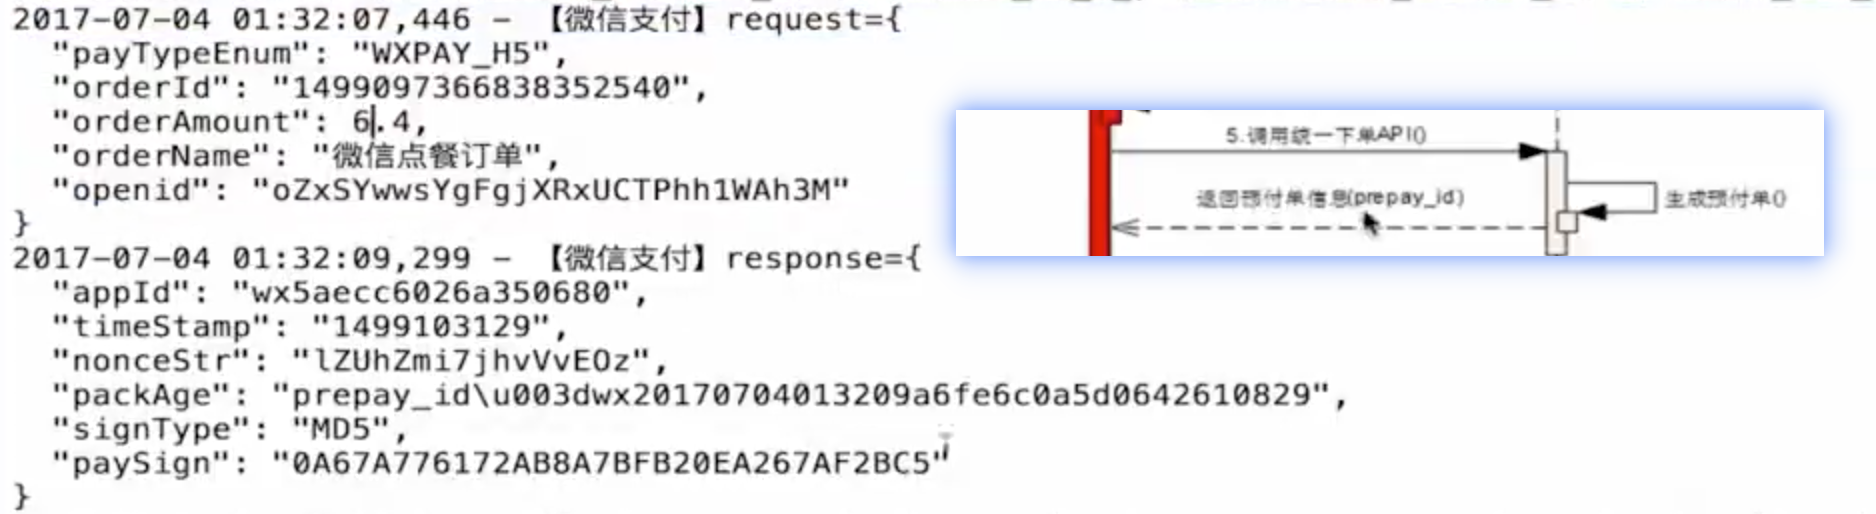 2017-07-04 01:32:07,446 - 【微信支付】request={
"payTypeEnum": "WXPAY_H5",
"orderId": "1499097366838352540",
"orderAmount": 6.4,
"orderName": "微信点餐订单",
"openid": "oZxSYwwsYgFgjXRxUCTPhh1WAh3M"
}
2017-07-04 01:32:09,299 - 【微信支付】response={
"appId": "wx5aecc6026a350680",
"timeStamp": "1499103129",
"nonceStr": "lZUhZmi7jhvVvEOz",
"packAge": "prepay_id\u003dwx20170704013209a6fe6c0a5d0642610829",
"signType": "MD5",
"paySign": "0A67A776172AB8A7BFB20EA267AF2BC5"
}
5.调用统一下单API()
返回预付单信息(prepay_id)
生成预付单()